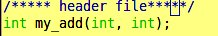 /***** header file*****/
int my_add(int, int);